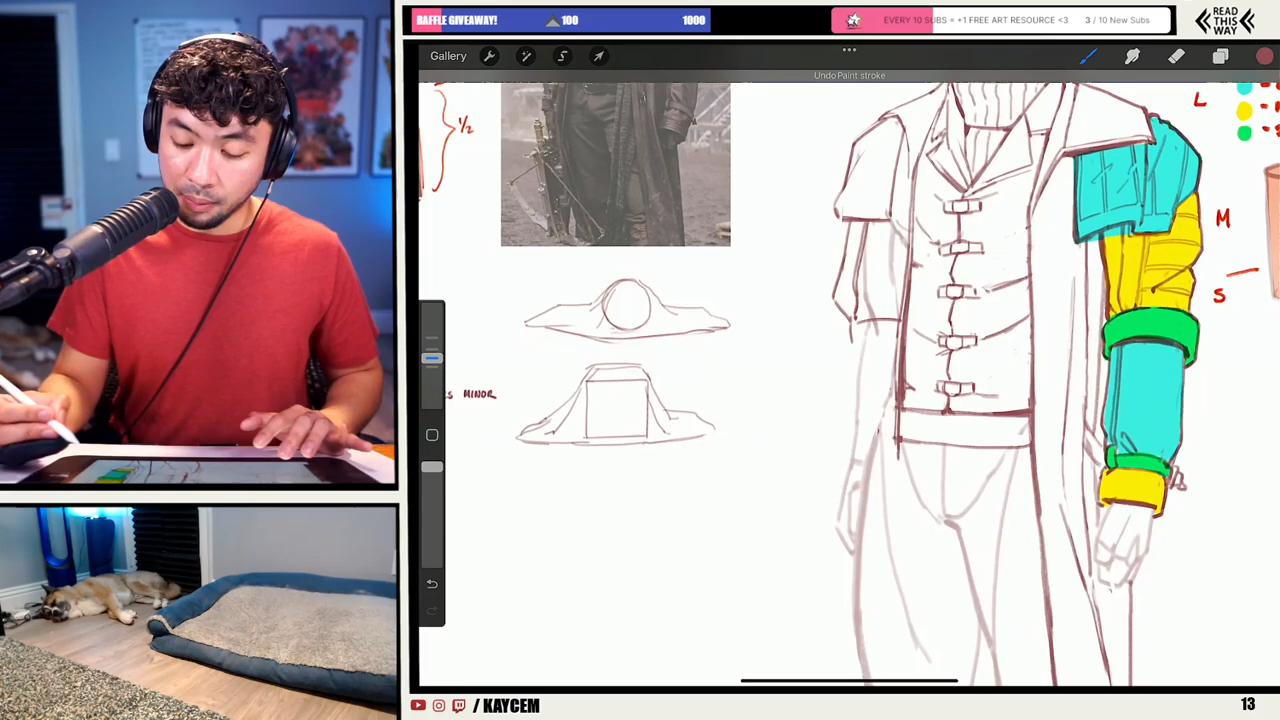 RAFFLE GIVEAWAY!
100
1000
EVERY 10 SUBS = +1 FREE ART RESOURCE <3
3 / 10 New Subs
READ
THIS
WAY
Gallery
Undo Paint stroke
1/2
L
M
S
S MINOR
/ KAYCEM
13